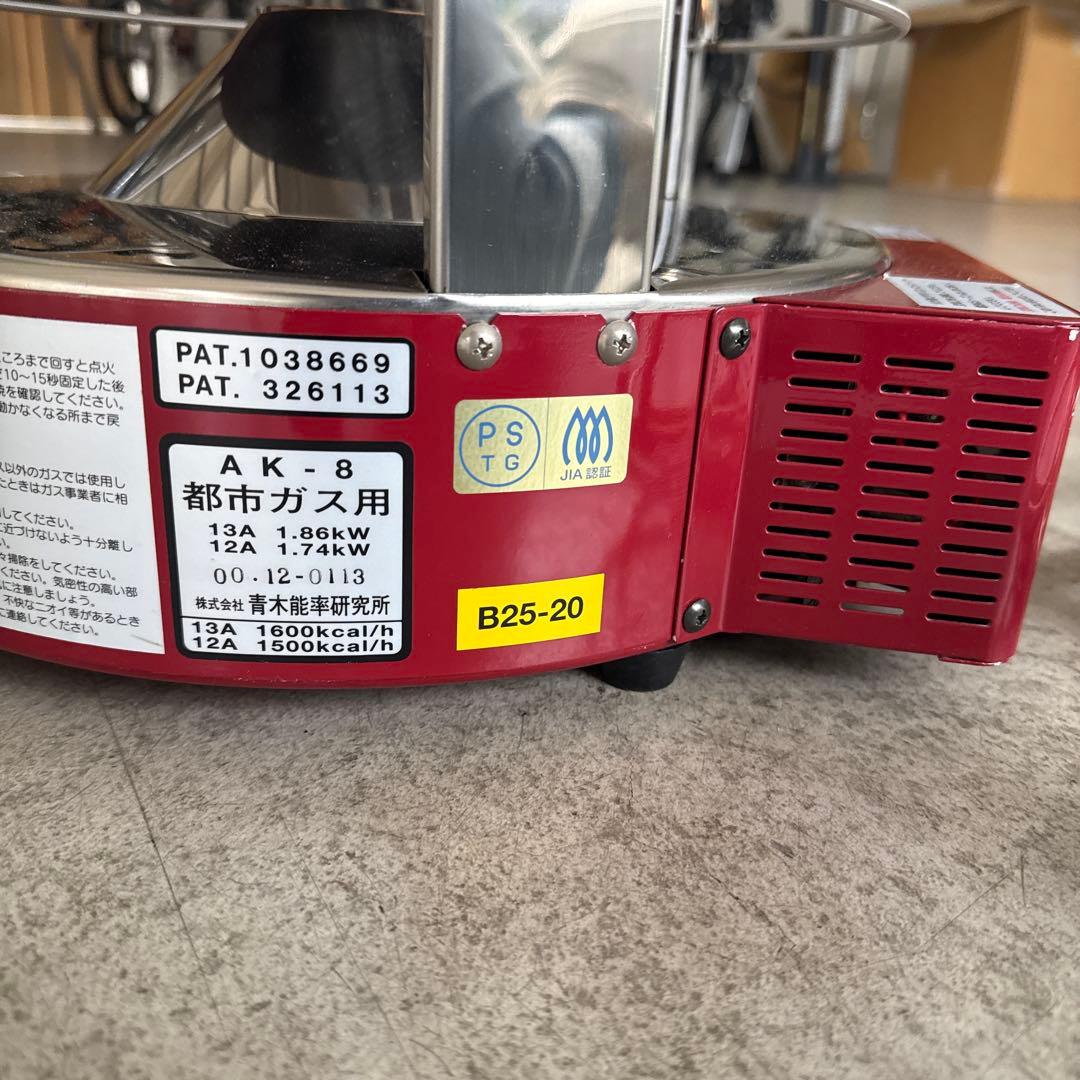 ころまで回すと点火
10〜15秒固定した後
を確認してください。
動かなくなる所まで戻
以外のガスでは使用し
たときはガス事業者に相
してください。
に近づけないよう十分離し
い。
掃除をしてください。
ください。気密性の高い部
に注意しましょう。
不快なニオイ等があるとき
に連絡してください。
PAT.1038669
PAT. 326113
AK-8
都市ガス用
13A 1.86kW
12A 1.74kW
00.12-0113
株式会社 青木能率研究所
13A 1600kcal/h
12A 1500kcal/h
PS
TG
JIA 認証
B25-20